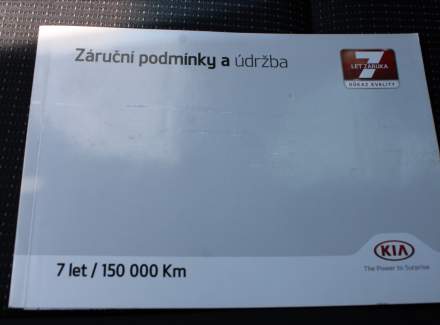 Záruční podmínky a údržba
7
LET ZÁRUKA
DŮKAZ KVALITY
7 let / 150 000 Km
KIA
The Power to Surprise